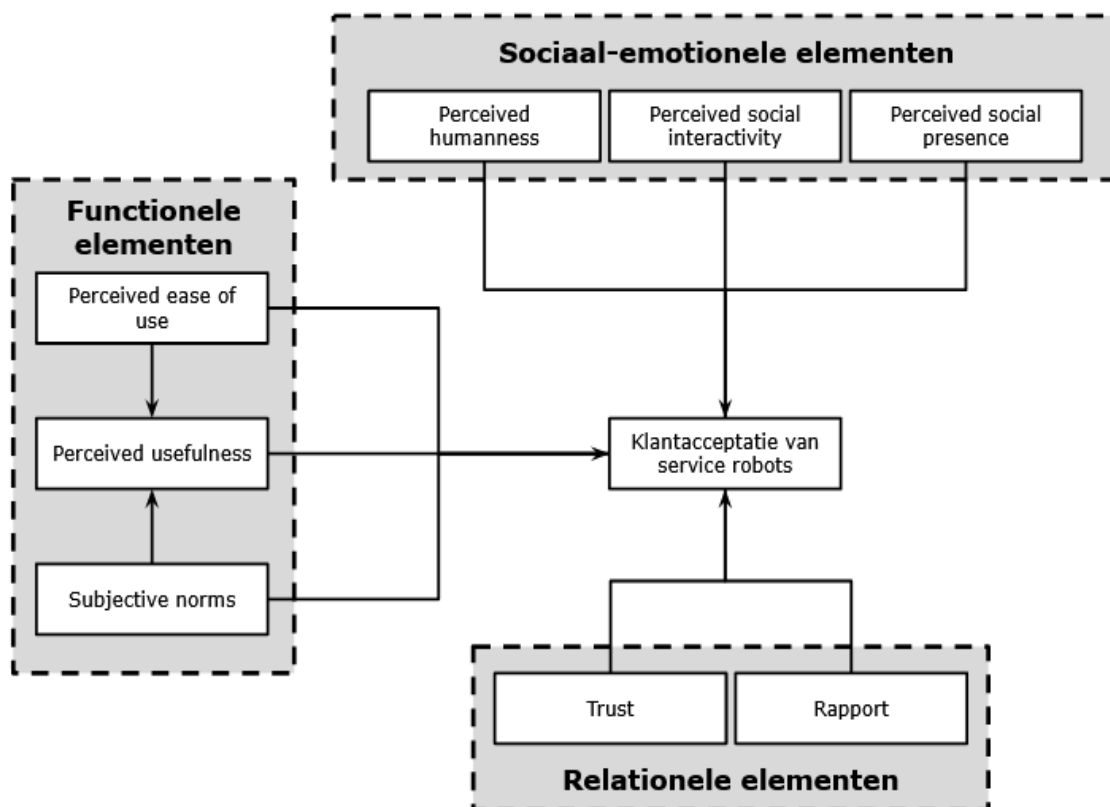 Sociaal-emotionele elementen
Perceived
humanness
Perceived social
interactivity
Perceived social
presence
Functionele
elementen
Perceived ease of
use
Perceived usefulness
Subjective norms
Klantacceptatie van
service robots
Trust
Rapport
Relationele elementen